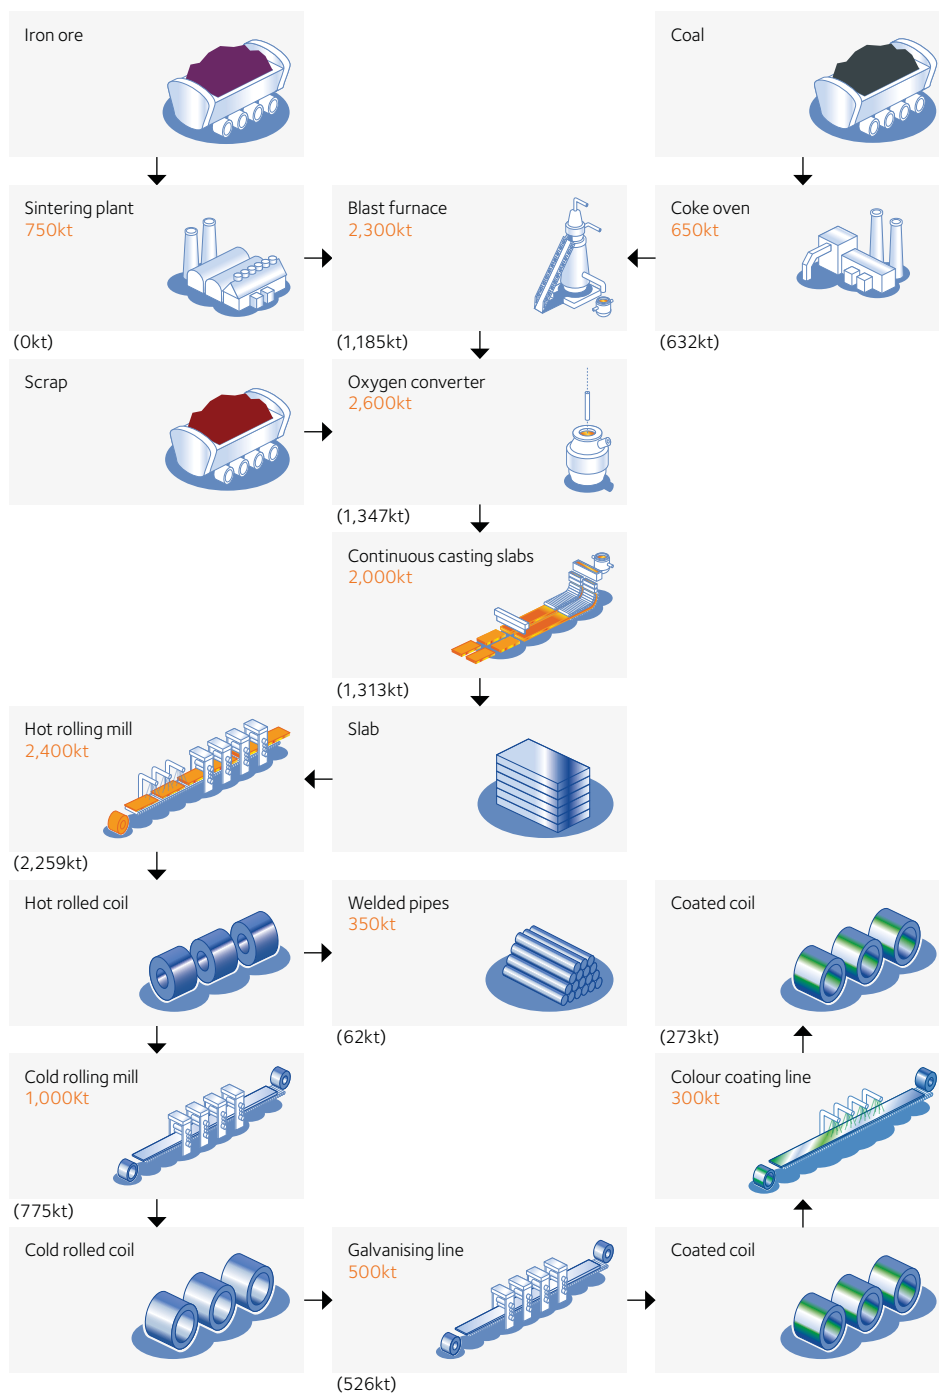 Iron ore
Coal
Sintering plant
750kt
Blast furnace
2,300kt
Coke oven
650kt
(0kt)
(1,185kt)
(632kt)
Scrap
Oxygen converter
2,600kt
(1,347kt)
Continuous casting slabs
2,000kt
(1,313kt)
Hot rolling mill
2,400kt
Slab
(2,259kt)
Hot rolled coil
Welded pipes
350kt
Coated coil
(62kt)
(273kt)
Cold rolling mill
1,000Kt
Colour coating line
300kt
(775kt)
Cold rolled coil
Galvanising line
500kt
Coated coil
(526kt)